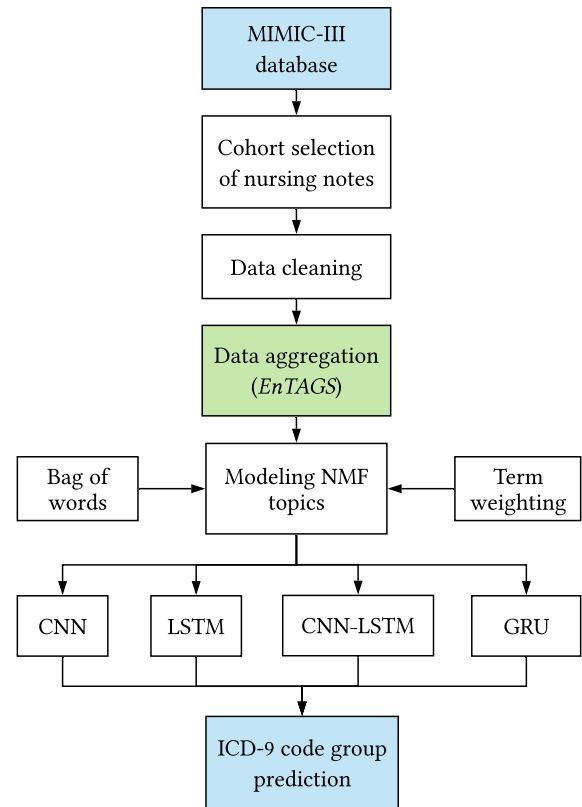 MIMIC-III
database
Cohort selection
of nursing notes
Data cleaning
Data aggregation
(EnTAGS)
Bag of
words
Modeling NMF
topics
Term
weighting
CNN
LSTM
CNN-LSTM
GRU
ICD-9 code group
prediction